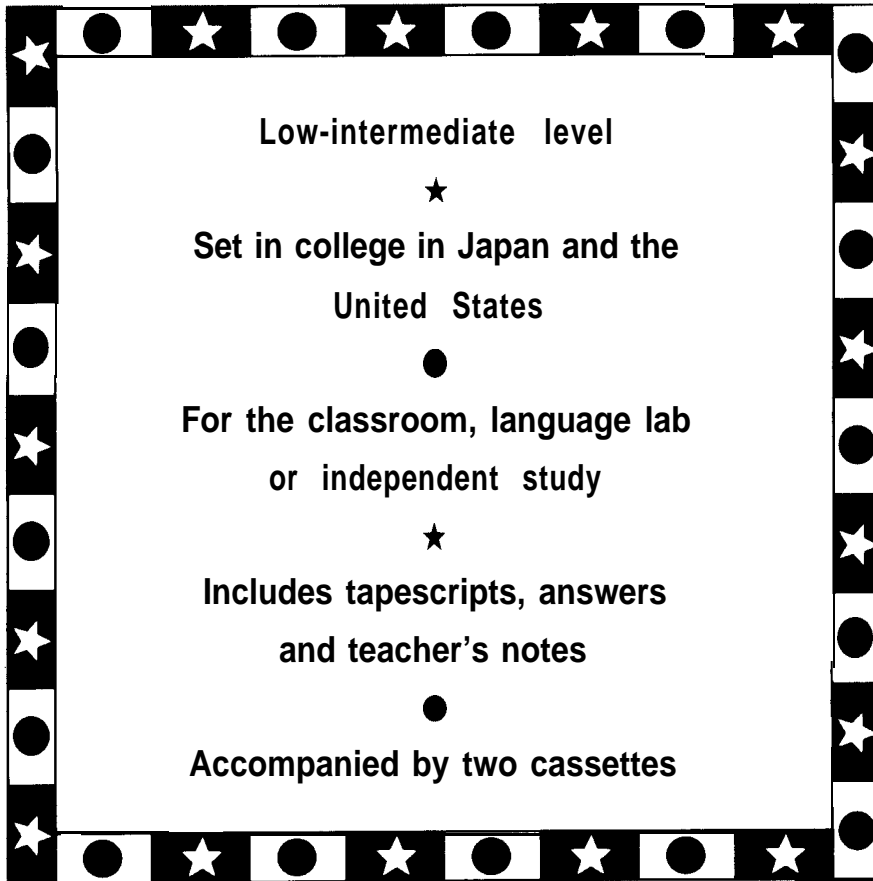 Low-intermediate level
Set in college in Japan and the
United States
For the classroom, language lab
or independent study
Includes tapescripts, answers
and teacher's notes
Accompanied by two cassettes